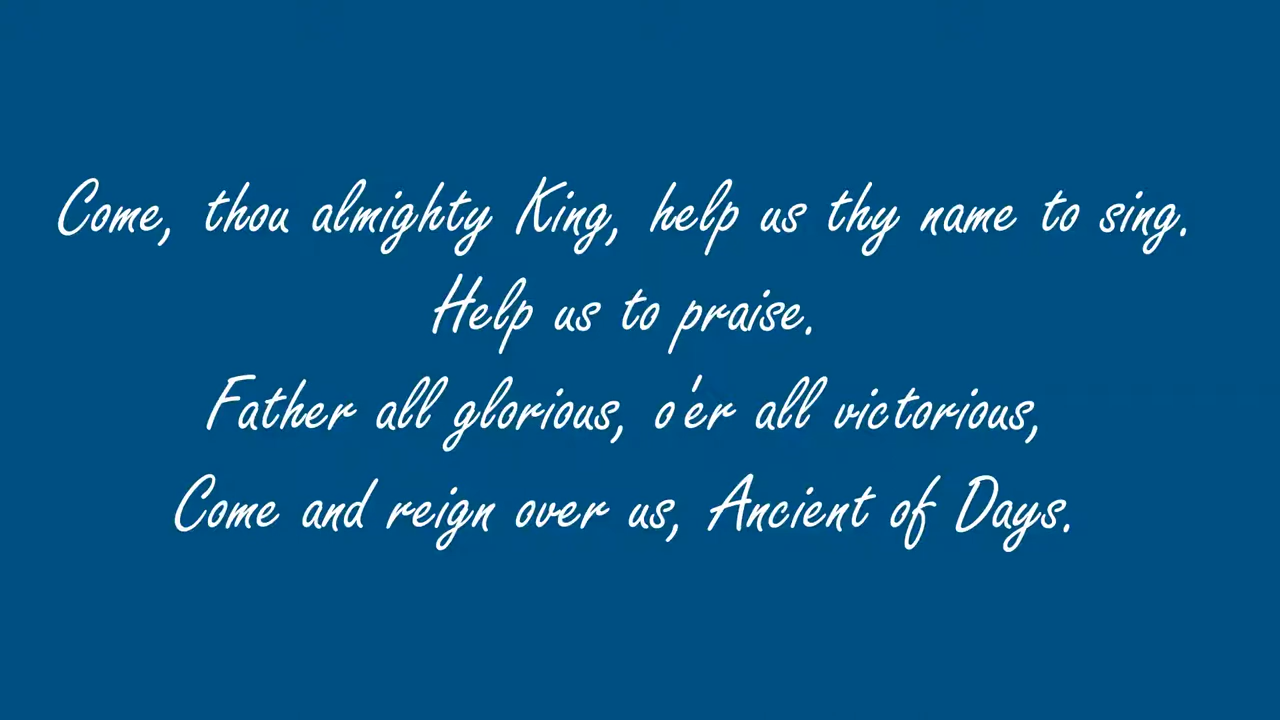 Come, thou almighty King, help us thy name to sing.
Help us to praise.
Father all glorious, o'er all victorious,
Come and reign over us, Ancient of Days.